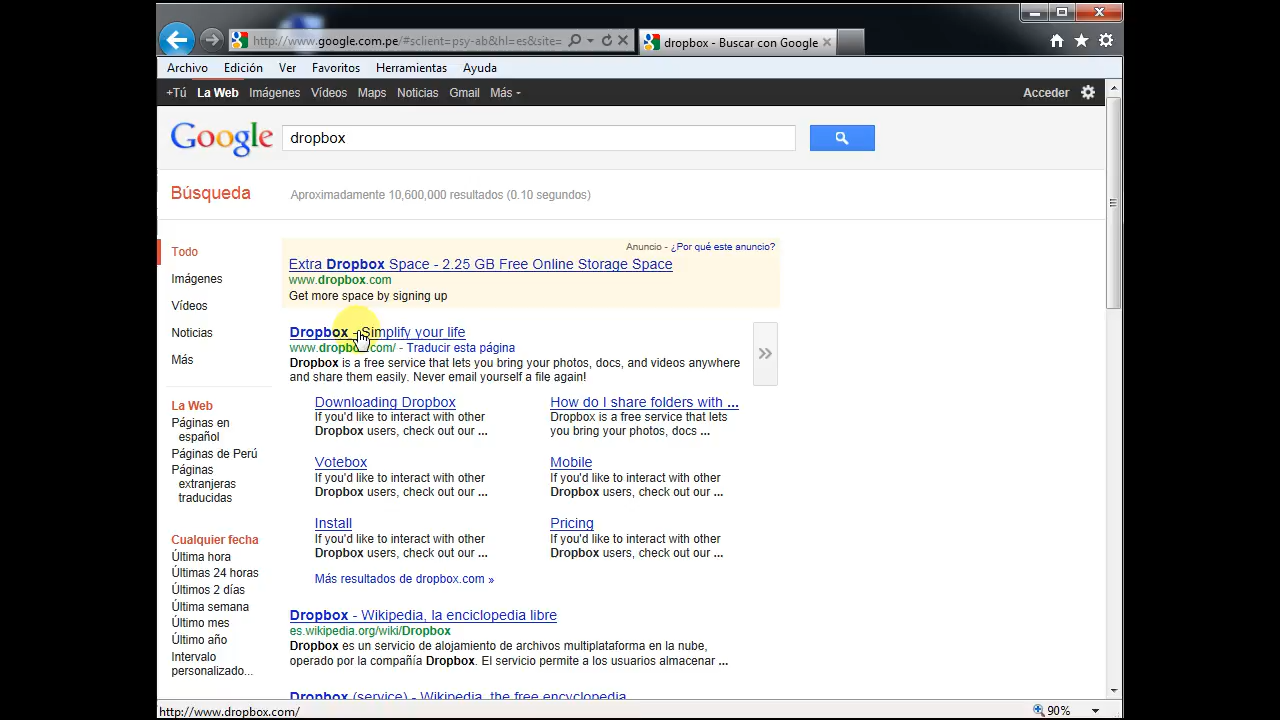 http://www.google.com.pe/#sclient=psy-ab&hl=es&site=
dropbox - Buscar con Google
Archivo Edición Ver Favoritos Herramientas Ayuda
+Tú La Web Imágenes Vídeos Maps Noticias Gmail Más Acceder
Google dropbox
Búsqueda Aproximadamente 10,600,000 resultados (0.10 segundos)
Todo
Imágenes
Vídeos
Noticias
Más
La Web
Páginas en
español
Páginas de Perú
Páginas
extranjeras
traducidas
Cualquier fecha
Última hora
Últimas 24 horas
Últimos 2 días
Última semana
Último mes
Último año
Intervalo
personalizado...
Anuncio - ¿Por qué este anuncio?
Extra Dropbox Space - 2.25 GB Free Online Storage Space
www.dropbox.com
Get more space by signing up
Dropbox - Simplify your life
www.dropbox.com/ - Traducir esta página
Dropbox is a free service that lets you bring your photos, docs, and videos anywhere
and share them easily. Never email yourself a file again!
Downloading Dropbox
If you'd like to interact with other
Dropbox users, check out our ...
How do I share folders with ...
Dropbox is a free service that lets
you bring your photos, docs ...
Votebox
If you'd like to interact with other
Dropbox users, check out our ...
Mobile
If you'd like to interact with other
Dropbox users, check out our ...
Install
If you'd like to interact with other
Dropbox users, check out our ...
Pricing
If you'd like to interact with other
Dropbox users, check out our ...
Más resultados de dropbox.com »
Dropbox - Wikipedia, la enciclopedia libre
es.wikipedia.org/wiki/Dropbox
Dropbox es un servicio de alojamiento de archivos multiplataforma en la nube,
operado por la compañía Dropbox. El servicio permite a los usuarios almacenar ...
Dropbox (service) - Wikipedia, the free encyclopedia
http://www.dropbox.com/
90%